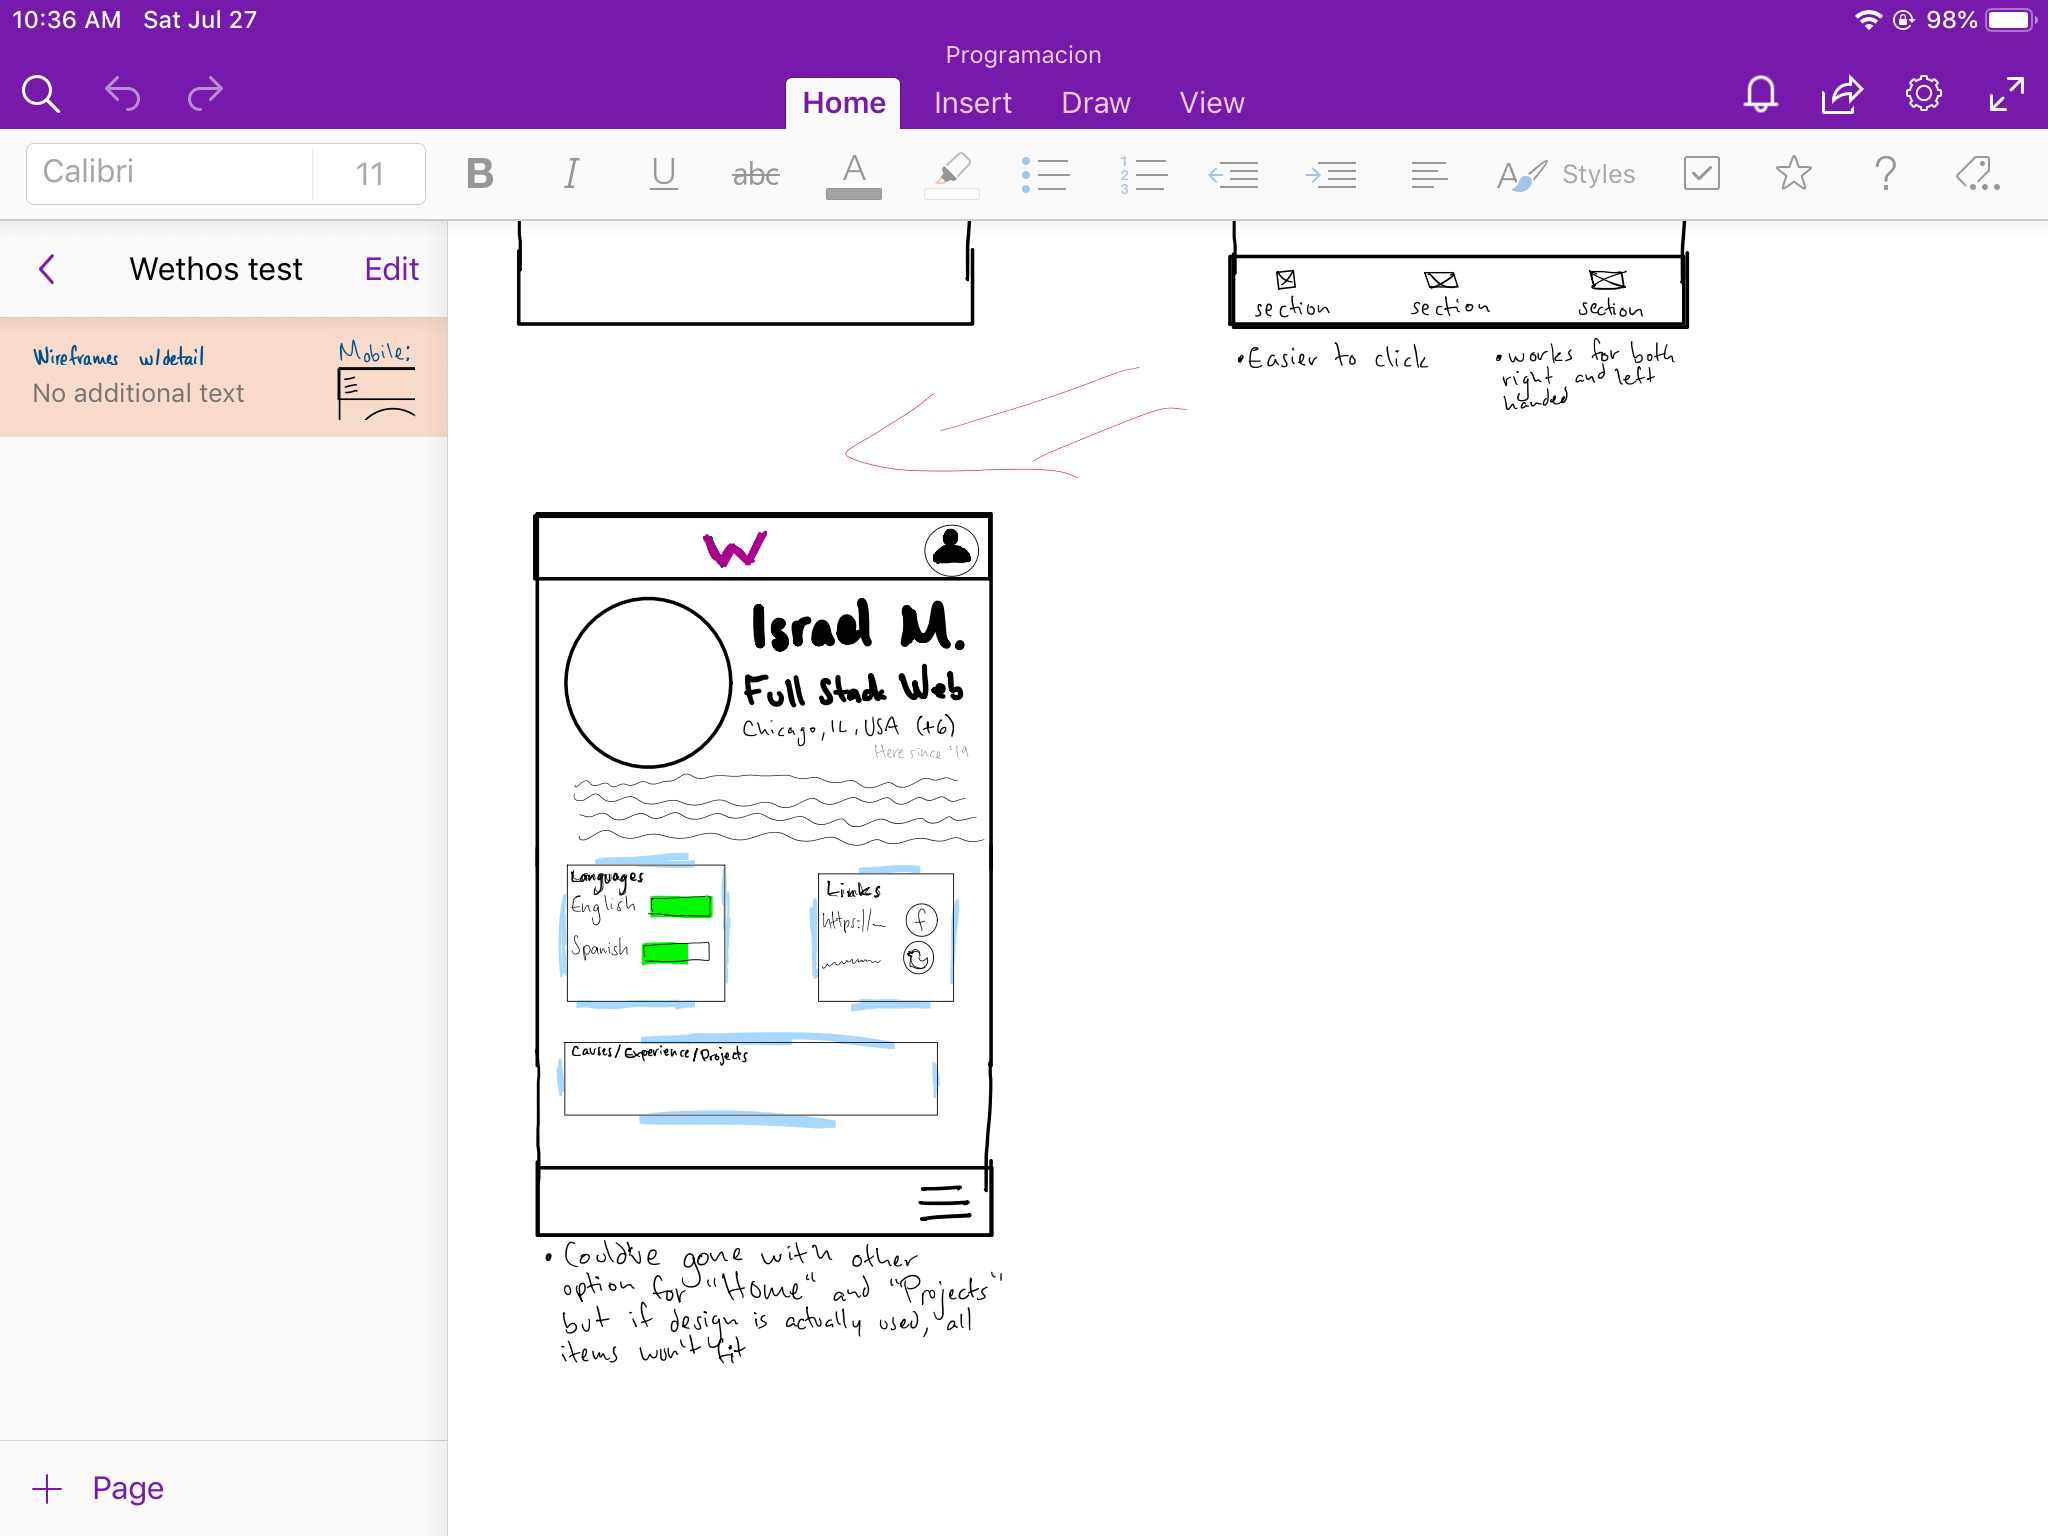 10:36 AM Sat Jul 27
98%
Programacion
Home Insert Draw View
Calibri 11
B I U abc A
Styles
Wethos test Edit
Wireframes w/detail
No additional text
Mobile:
+ Page
section section section
•Easier to click
•works for both
right and left
handed
W
Israel M.
Full Stack Web
Chicago, IL, USA (+6)
Here since '19
Languages
English
Spanish
Links
https://
f
Causes/Experience/Projects
• Could've gone with other
option for "Home" and "Projects"
but if design is actually used, all
items won't fit